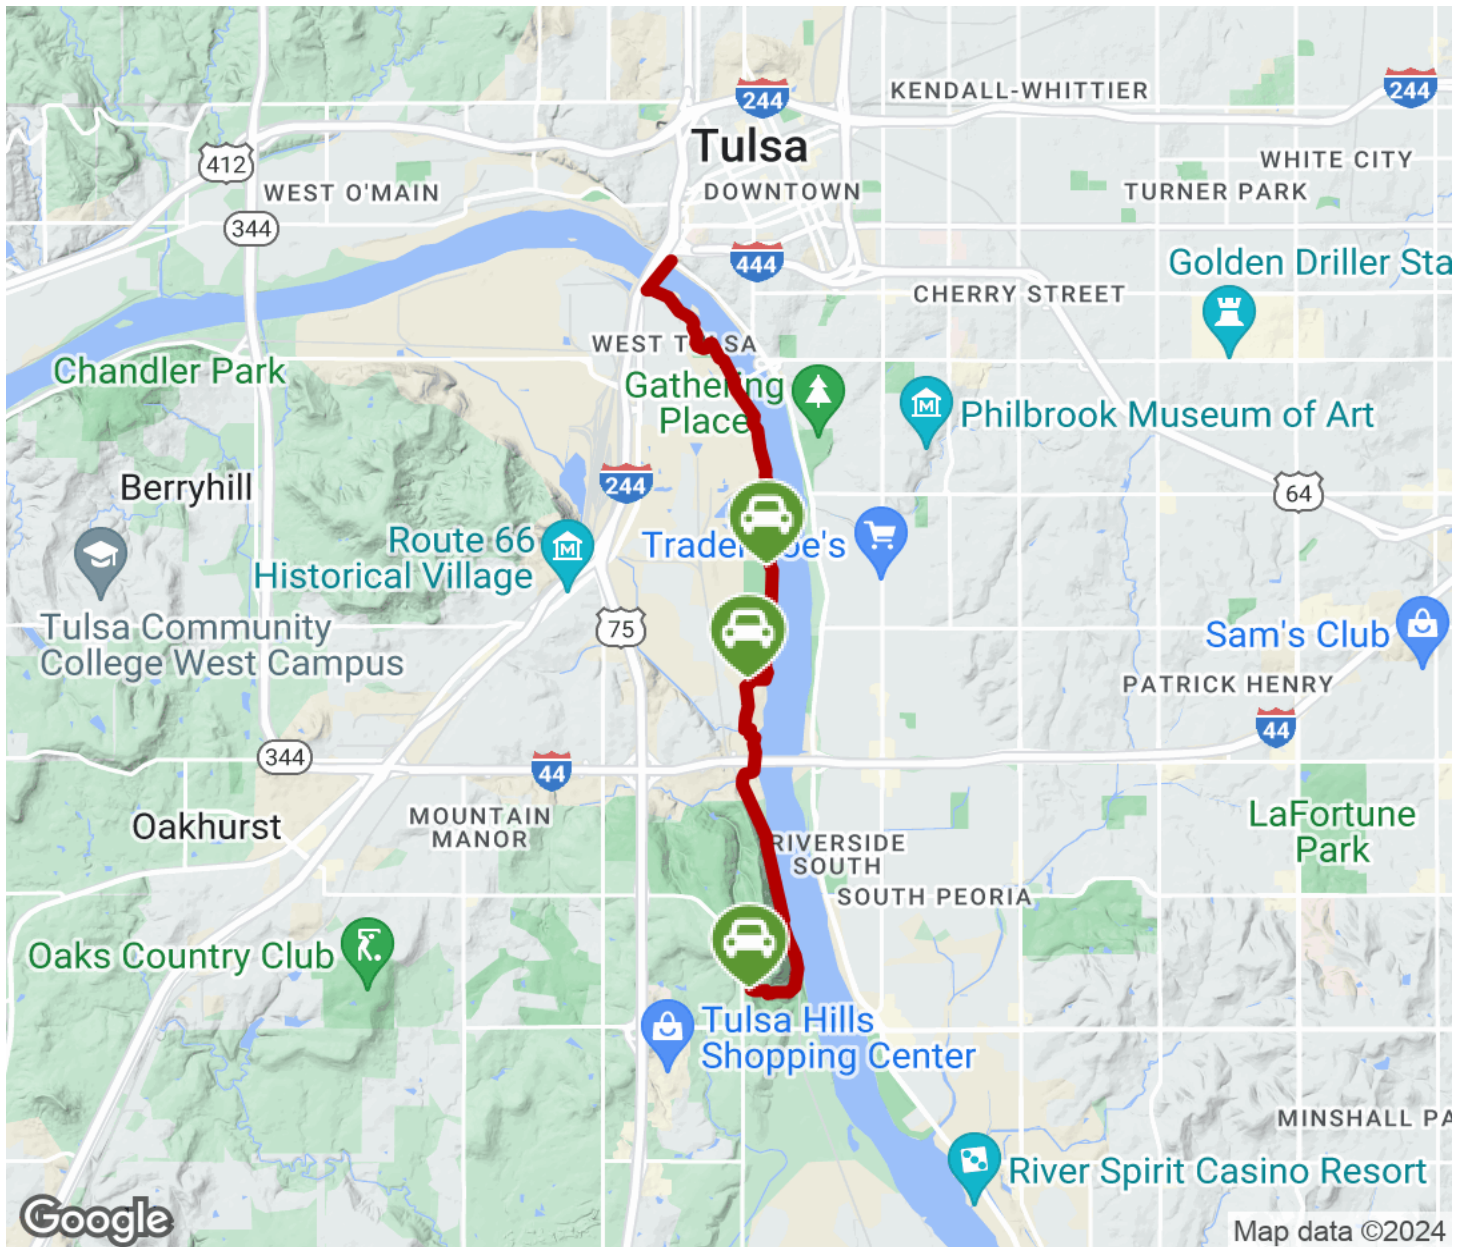 244
KENDALL-WHITTIER
244
Tulsa
412
WHITE CITY
WEST O'MAIN
DOWNTOWN
TURNER PARK
344
444
Golden Driller Sta
CHERRY STREET
WEST T SA
Chandler Park
Gathering
Place
Philbrook Museum of Art
Berryhill
244
64
Route 66
Historical Village
Trader oe's
Tulsa Community
College West Campus
75
Sam's Club
PATRICK HENRY
44
344
44
MOUNTAIN
MANOR
Oakhurst
LaFortune
Park
RIVERSIDE
SOUTH
SOUTH PEORIA
Oaks Country Club
Tulsa Hills
Shopping Center
MINSHALL PA
River Spirit Casino Resort
Google
Map data ©2024